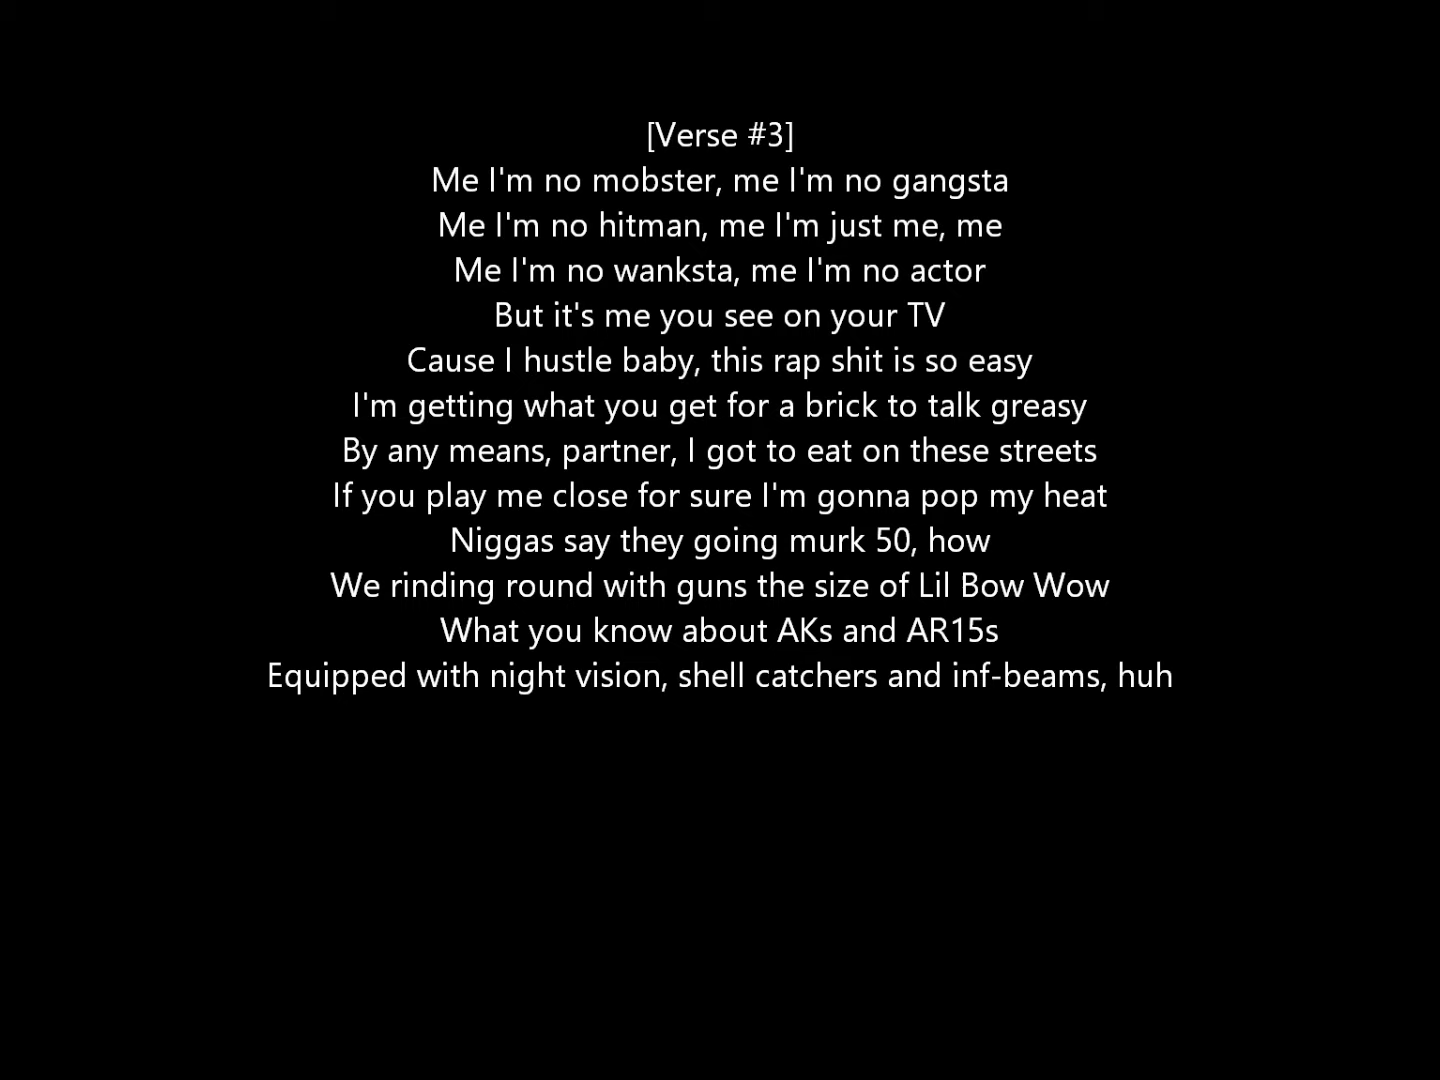 [Verse #3]
Me I'm no mobster, me I'm no gangsta
Me I'm no hitman, me I'm just me, me
Me I'm no wanksta, me I'm no actor
But it's me you see on your TV
Cause I hustle baby, this rap shit is so easy
I'm getting what you get for a brick to talk greasy
By any means, partner, I got to eat on these streets
If you play me close for sure I'm gonna pop my heat
Niggas say they going murk 50, how
We rinding round with guns the size of Lil Bow Wow
What you know about AKs and AR15s
Equipped with night vision, shell catchers and inf-beams, huh